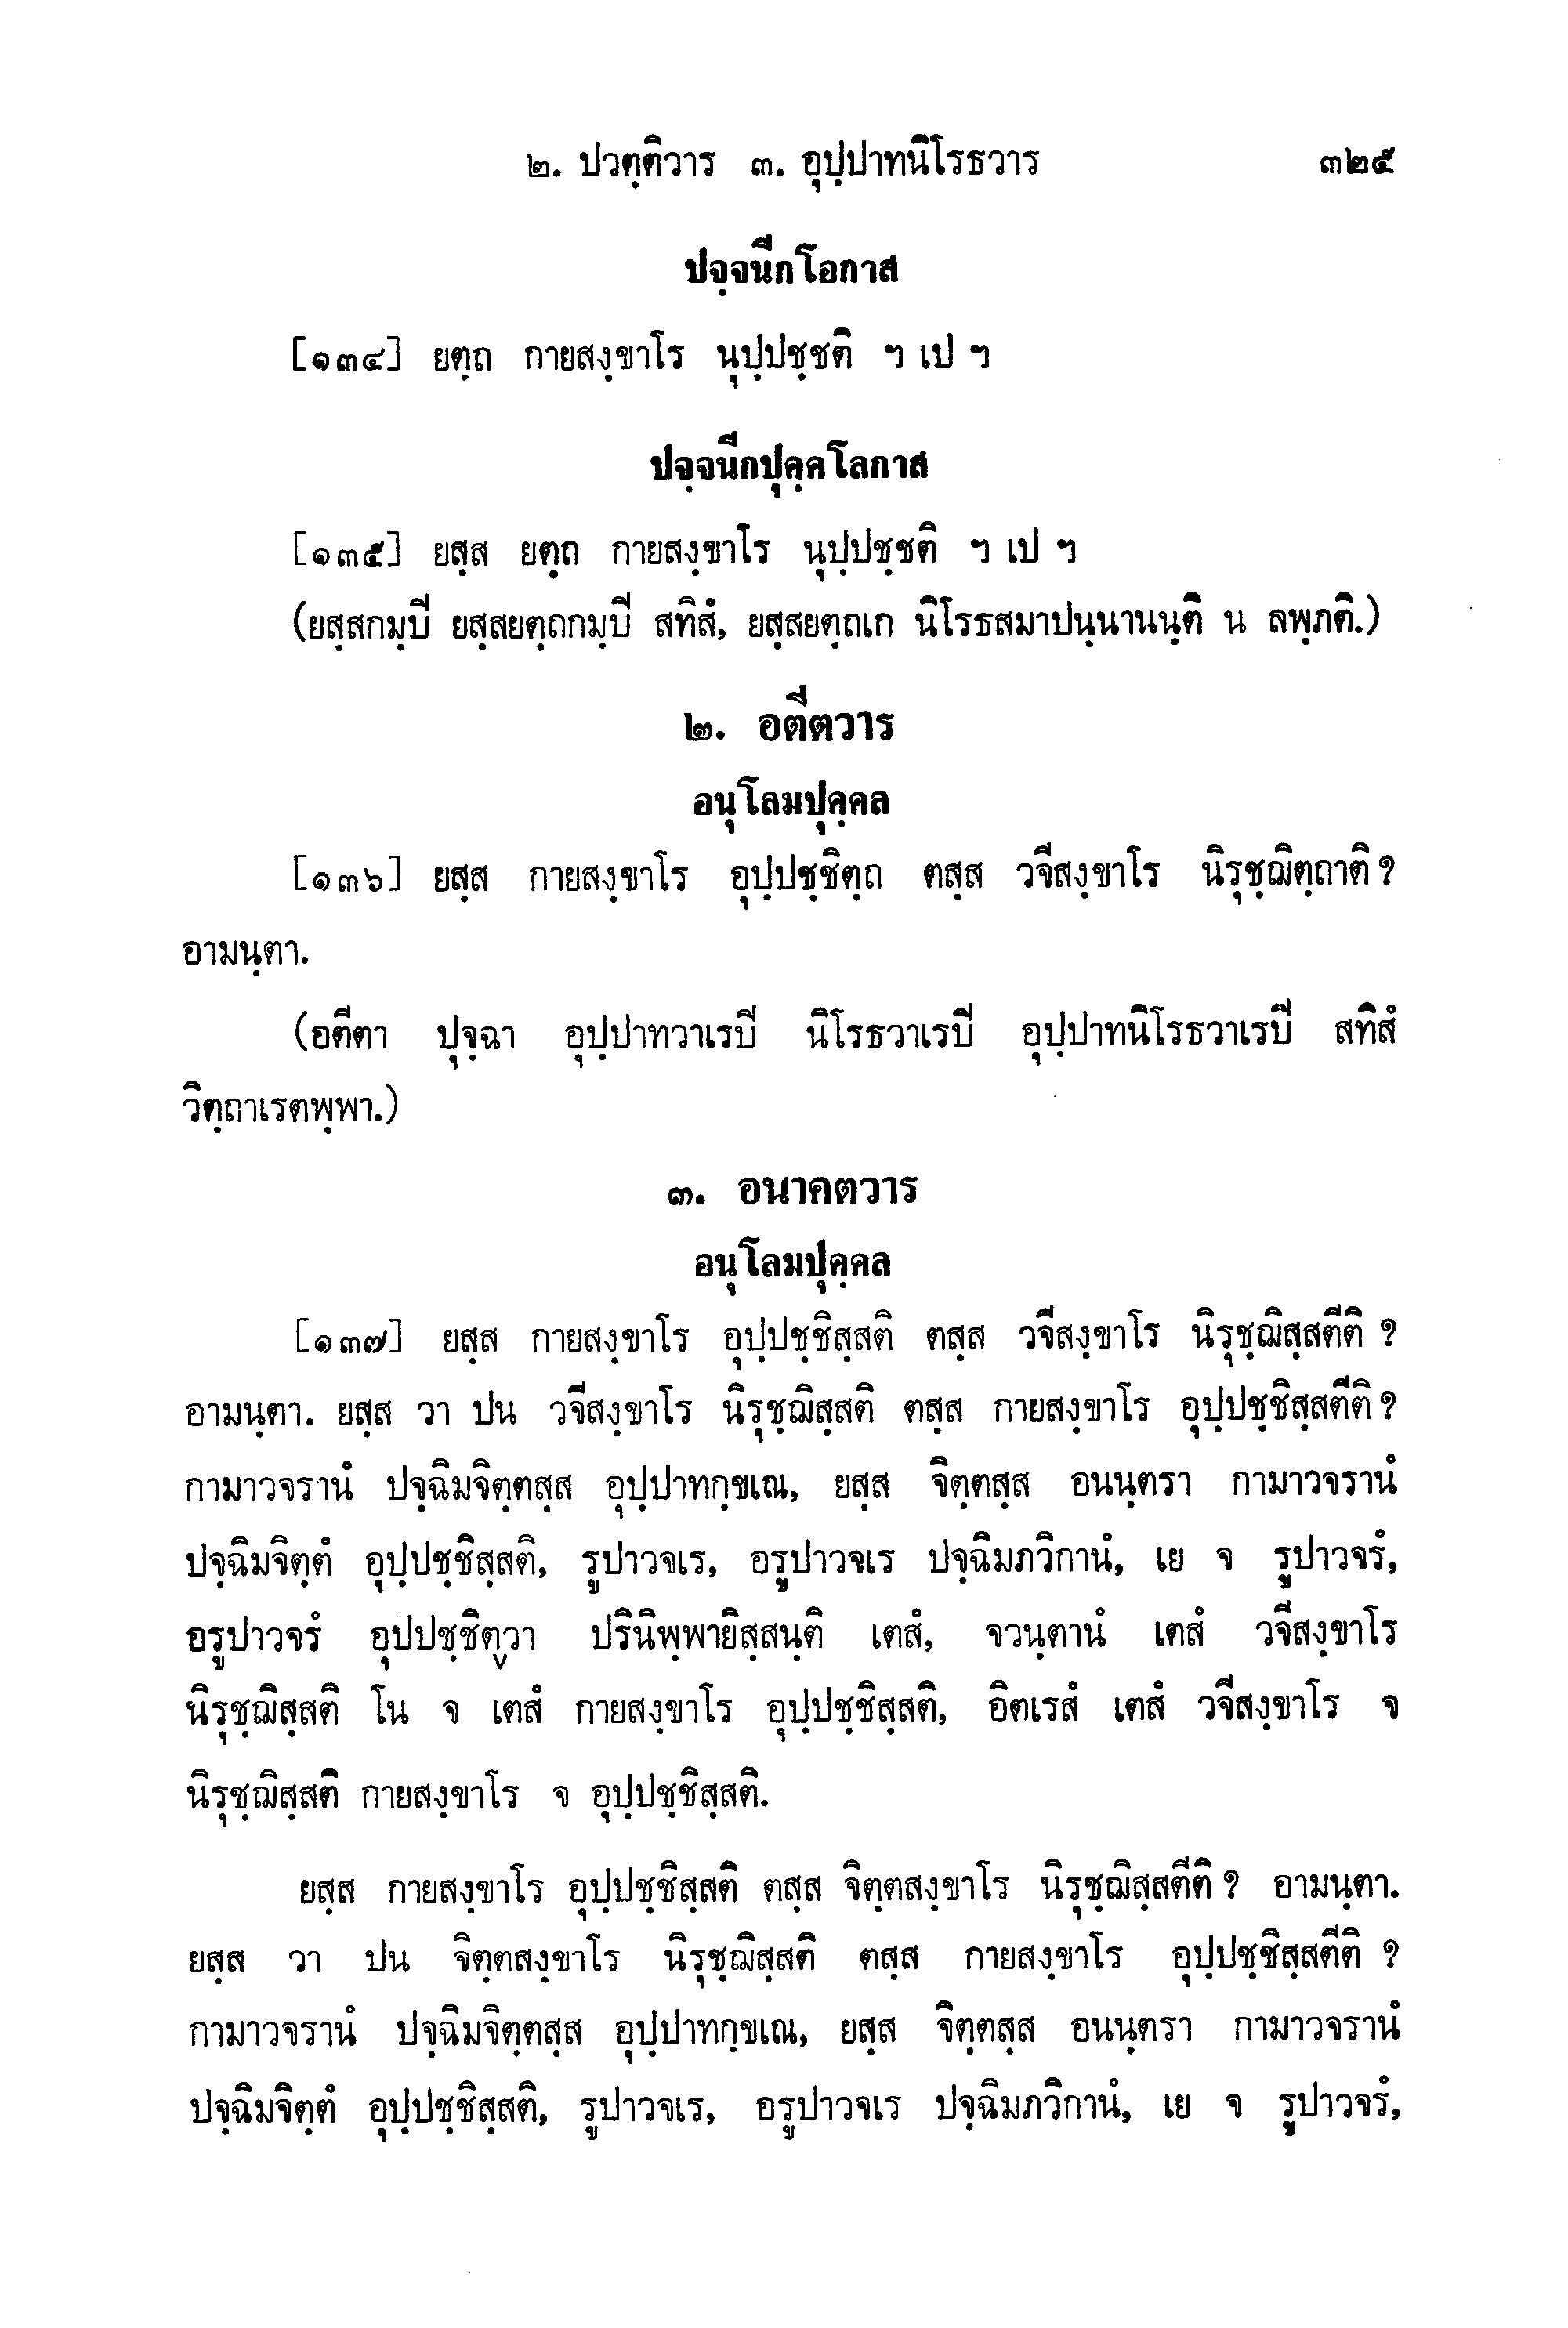 ๒. ปวตฺติวาร ๓. อุปฺปาทนิโรธวาร ๓๒๕
ปจฺจนีกโอกาส
[๑๓๔] ยตฺถ กายสงฺขาโร นุปฺปชฺชติ ฯ เป ฯ
ปจฺจนีกปุคฺคโลกาส
[๑๓๕] ยสฺส ยตฺถ กายสงฺขาโร นุปฺปชฺชติ ฯ เป ฯ
(ยสฺสกมฺปี ยสฺสยตฺถกมฺปี สทิสํ, ยสฺสยตฺถเก นิโรธสมาปนฺนานนฺติ น ลพฺภติ.)
๒. อตีตวาร
อนุโลมปุคฺคล
[๑๓๖] ยสฺส กายสงฺขาโร อุปฺปชฺชิตฺถ ตสฺส วจีสงฺขาโร นิรุชฺฌิตฺถาติ ?
อามนฺตา.
(อตีตา ปุจฺฉา อุปฺปาทวาเรปี นิโรธวาเรปี อุปฺปาทนิโรธวาเรปี สทิสํ
วิตฺถาเรตพฺพา.)
๓. อนาคตวาร
อนุโลมปุคฺคล
[๑๓๗] ยสฺส กายสงฺขาโร อุปฺปชฺชิสฺสติ ตสฺส วจีสงฺขาโร นิรุชฺฌิสฺสตีติ ?
อามนฺตา. ยสฺส วา ปน วจีสงฺขาโร นิรุชฺฌิสฺสติ ตสฺส กายสงฺขาโร อุปฺปชฺชิสฺสตีติ ?
กามาวจรานํ ปจฺฉิมจิตฺตสฺส อุปฺปาทกฺขเณ, ยสฺส จิตฺตสฺส อนนฺตรา กามาวจรานํ
ปจฺฉิมจิตฺตํ อุปฺปชฺชิสฺสติ, รูปาวจเร, อรูปาวจเร ปจฺฉิมภวิกานํ, เย จ รูปาวจรํ,
อรูปาวจรํ อุปปชฺชิตฺวา ปรินิพฺพายิสฺสนฺติ เตสํ, จวนฺตานํ เตสํ วจีสงฺขาโร
นิรุชฺฌิสฺสติ โน จ เตสํ กายสงฺขาโร อุปฺปชฺชิสฺสติ, อิตเรสํ เตสํ วจีสงฺขาโร จ
นิรุชฺฌิสฺสติ กายสงฺขาโร จ อุปฺปชฺชิสฺสติ.
ยสฺส กายสงฺขาโร อุปฺปชฺชิสฺสติ ตสฺส จิตฺตสงฺขาโร นิรุชฺฌิสฺสตีติ ? อามนฺตา.
ยสฺส วา ปน จิตฺตสงฺขาโร นิรุชฺฌิสฺสติ ตสฺส กายสงฺขาโร อุปฺปชฺชิสฺสตีติ ?
กามาวจรานํ ปจฺฉิมจิตฺตสฺส อุปฺปาทกฺขเณ, ยสฺส จิตฺตสฺส อนนฺตรา กามาวจรานํ
ปจฺฉิมจิตฺตํ อุปฺปชฺชิสฺสติ, รูปาวจเร, อรูปาวจเร ปจฺฉิมภวิกานํ, เย จ รูปาวจรํ,